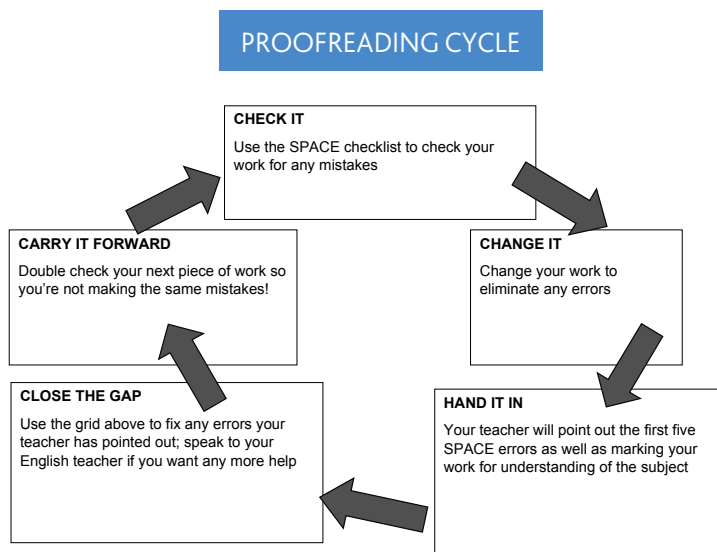 PROOFREADING CYCLE
CHECK IT
Use the SPACE checklist to check your
work for any mistakes
CHANGE IT
Change your work to
eliminate any errors
HAND IT IN
Your teacher will point out the first five
SPACE errors as well as marking your
work for understanding of the subject
CLOSE THE GAP
Use the grid above to fix any errors your
teacher has pointed out; speak to your
English teacher if you want any more help
CARRY IT FORWARD
Double check your next piece of work so
you’re not making the same mistakes!